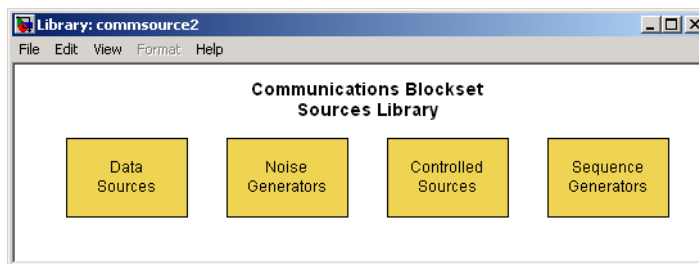 Library: commsource2
File Edit View Format Help
Communications Blockset
Sources Library
Data
Sources
Noise
Generators
Controlled
Sources
Sequence
Generators